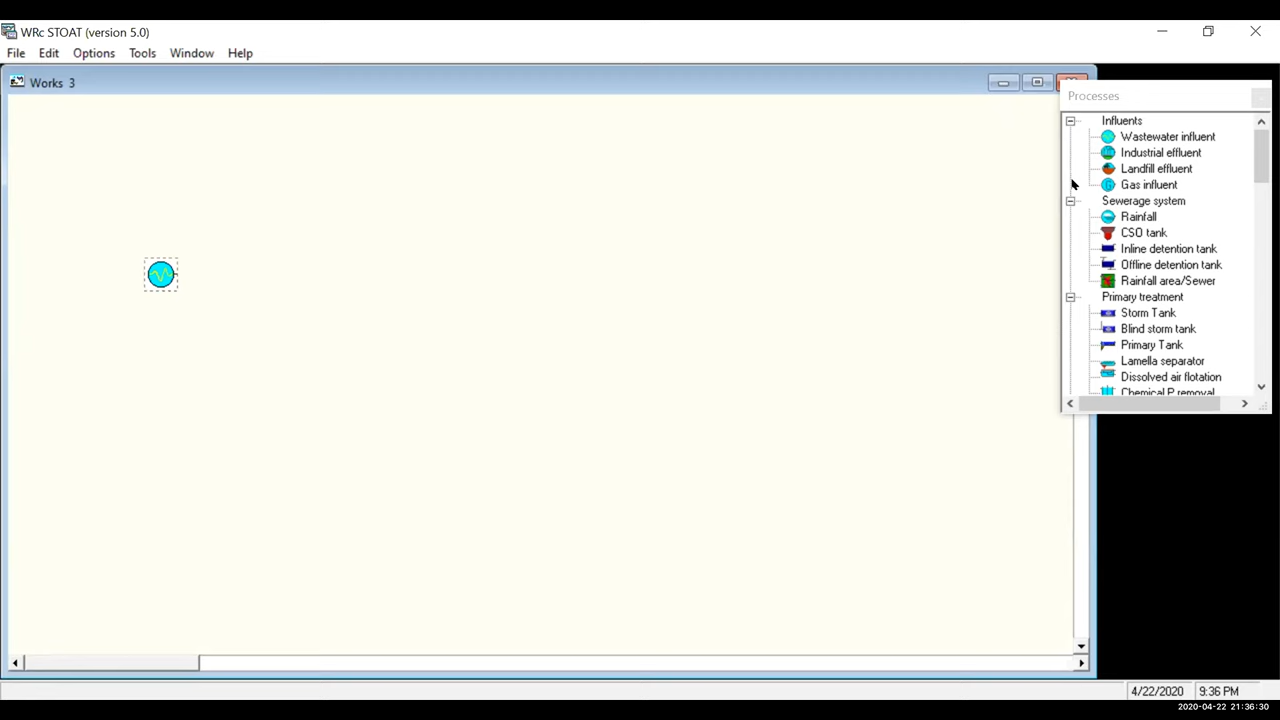 WRc STOAT (version 5.0)
File Edit Options Tools Window Help
Works 3
Processes
Influents
Wastewater influent
Industrial effluent
Landfill effluent
Gas influent
Sewerage system
Rainfall
CSO tank
Inline detention tank
Offline detention tank
Rainfall area/Sewer
Primary treatment
Storm Tank
Blind storm tank
Primary Tank
Lamella separator
Dissolved air flotation
Chemical P removal
4/22/2020 9:36 PM
2020-04-22 21:36:30